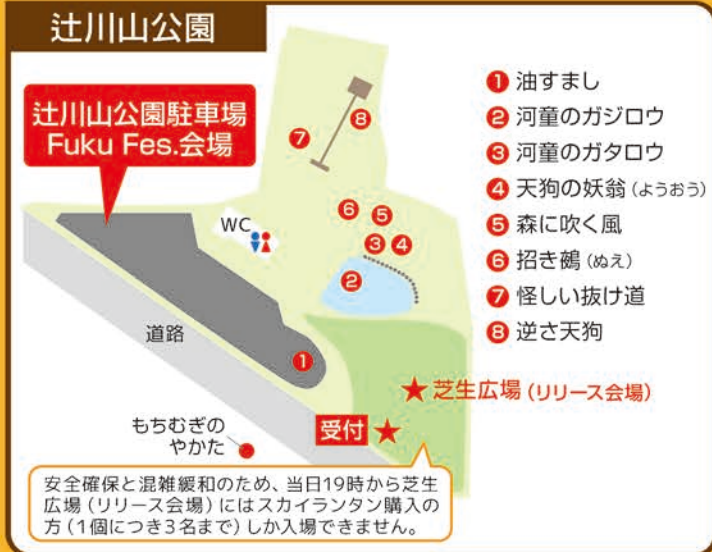 辻川山公園
辻川山公園駐車場
Fuku Fes.会場
❶ 油すまし
❷ 河童のガジロウ
❸ 河童のガタロウ
❹ 天狗の妖翁(ようおう)
❺ 森に吹く風
❻ 招き鵺(ぬえ)
❼ 怪しい抜け道
❽ 逆さ天狗
❽
❼
❻
❺
WC
❸
❹
❷
道路
❶
★ 芝生広場(リリース会場)
もちむぎの
やかた
受付 ★
安全確保と混雑緩和のため、当日19時から芝生
広場(リリース会場)にはスカイランタン購入の
方(1個につき3名まで)しか入場できません。